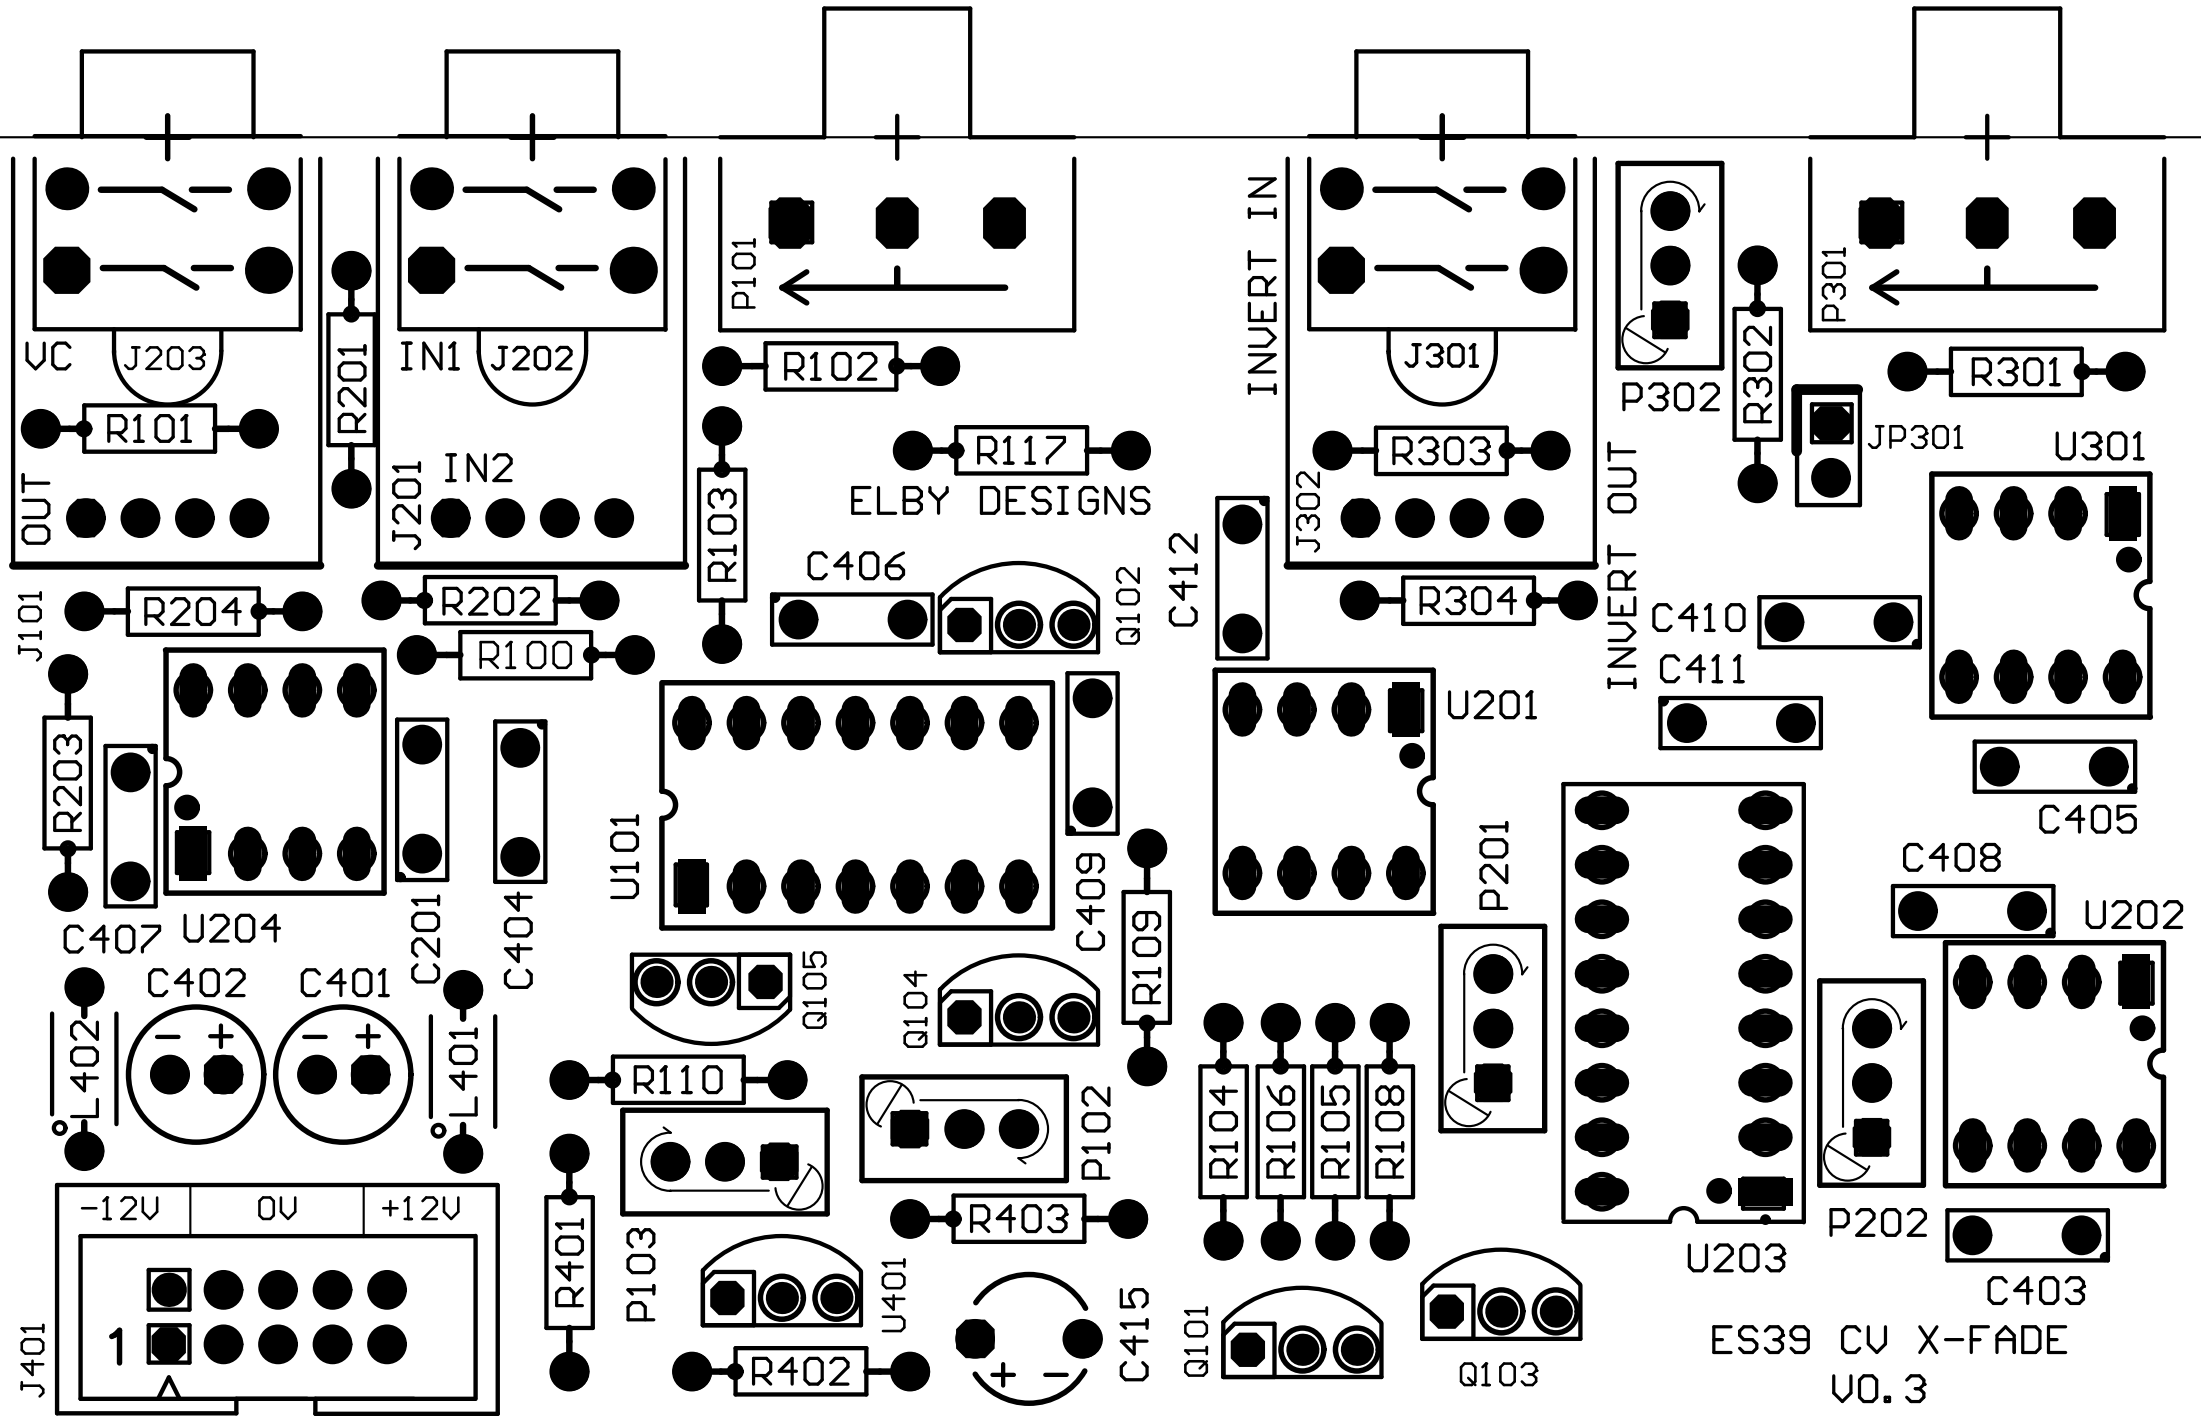 VC
J203
R101
OUT
R201
IN1
J202
IN2
J201
P101
R102
R103
R117
ELBY DESIGNS
INVERT IN
J301
R303
J302
P302
R302
P301
R301
JP301
U301
INVERT OUT
J101
R204
R202
R100
C406
Q102
C412
R304
C410
C411
U201
R203
C407
U204
C201
C404
U101
C409
R109
P201
C405
C408
U202
C402
C401
- +
- +
L402
L401
Q105
Q104
R110
P102
R104
R106
R105
R108
-12V 0V +12V
R401
P103
R403
U401
P202
U203
C403
J401
1
R402
+ -
C415
Q101
Q103
ES39 CV X-FADE
V0.3